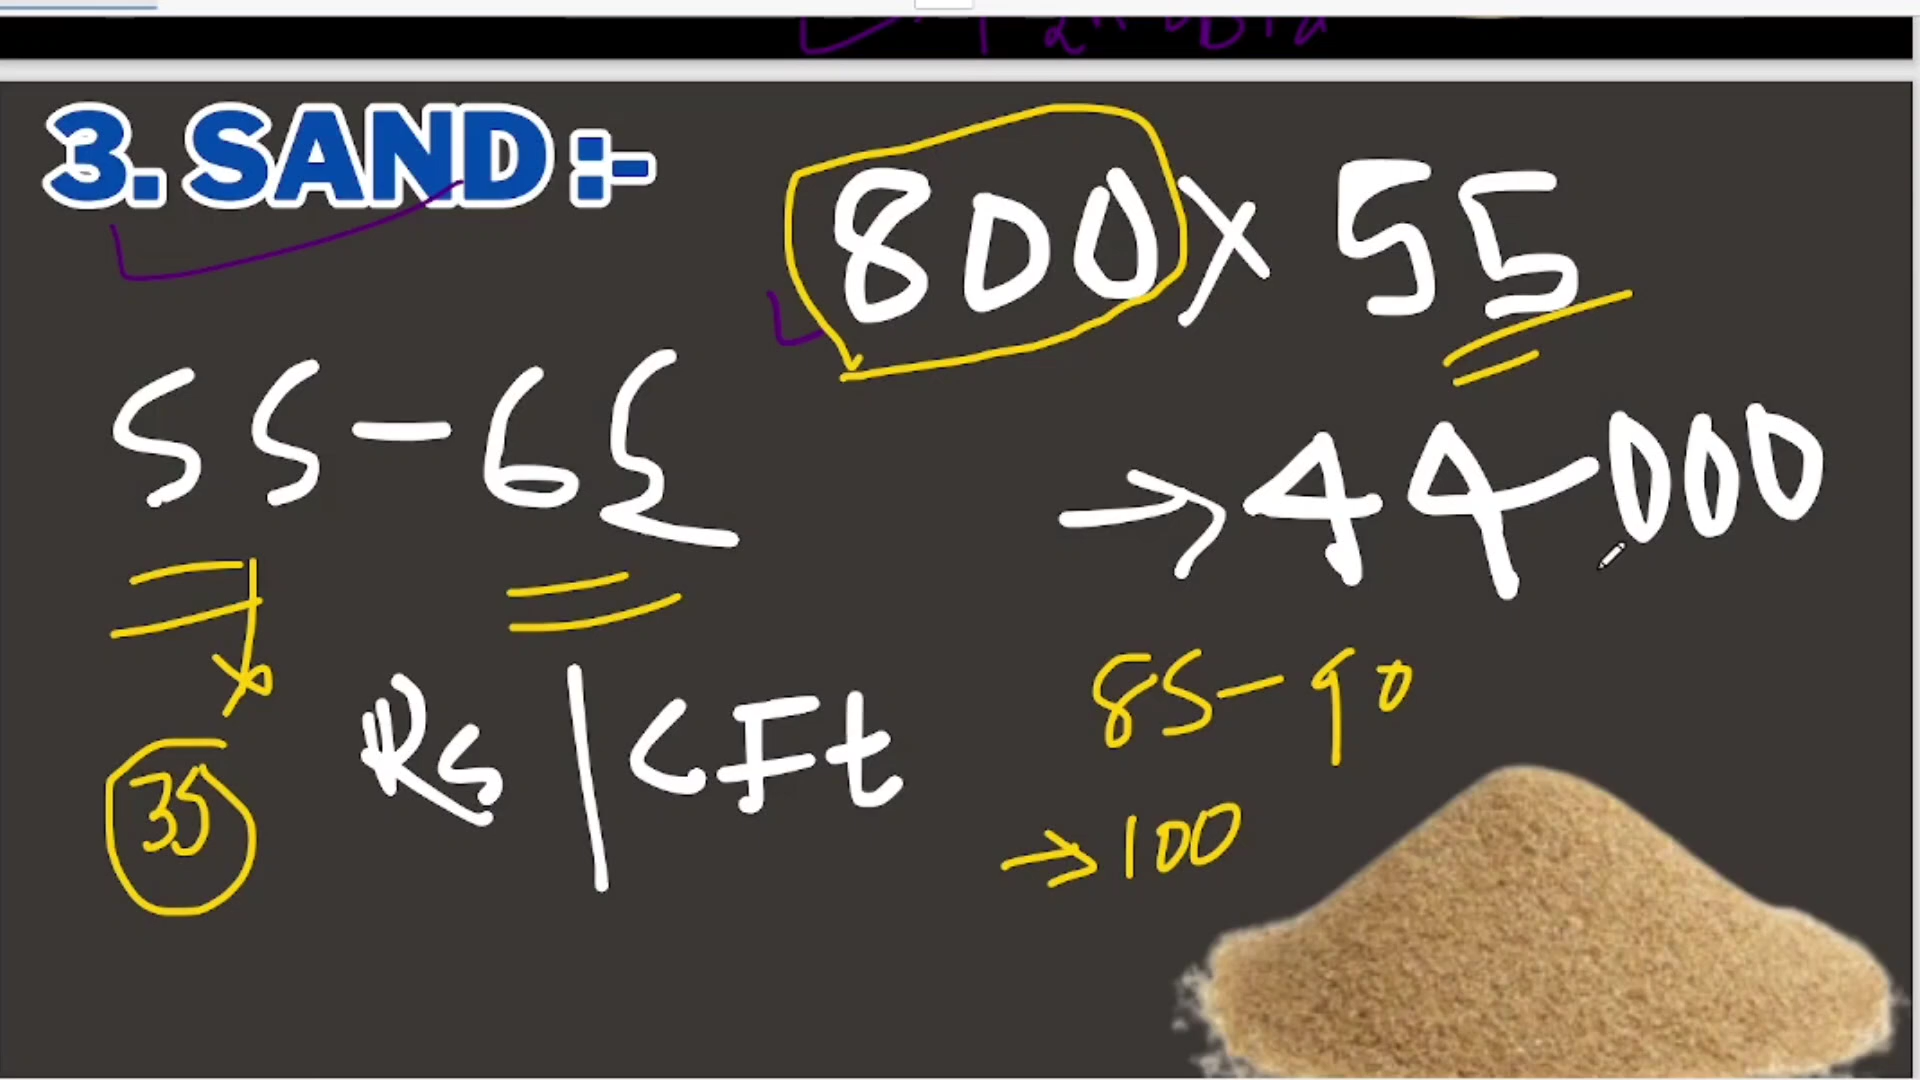 3. SAND :-
800 X 55
55-65
→ 44000
Rs / CFt
85-90
35
→ 100